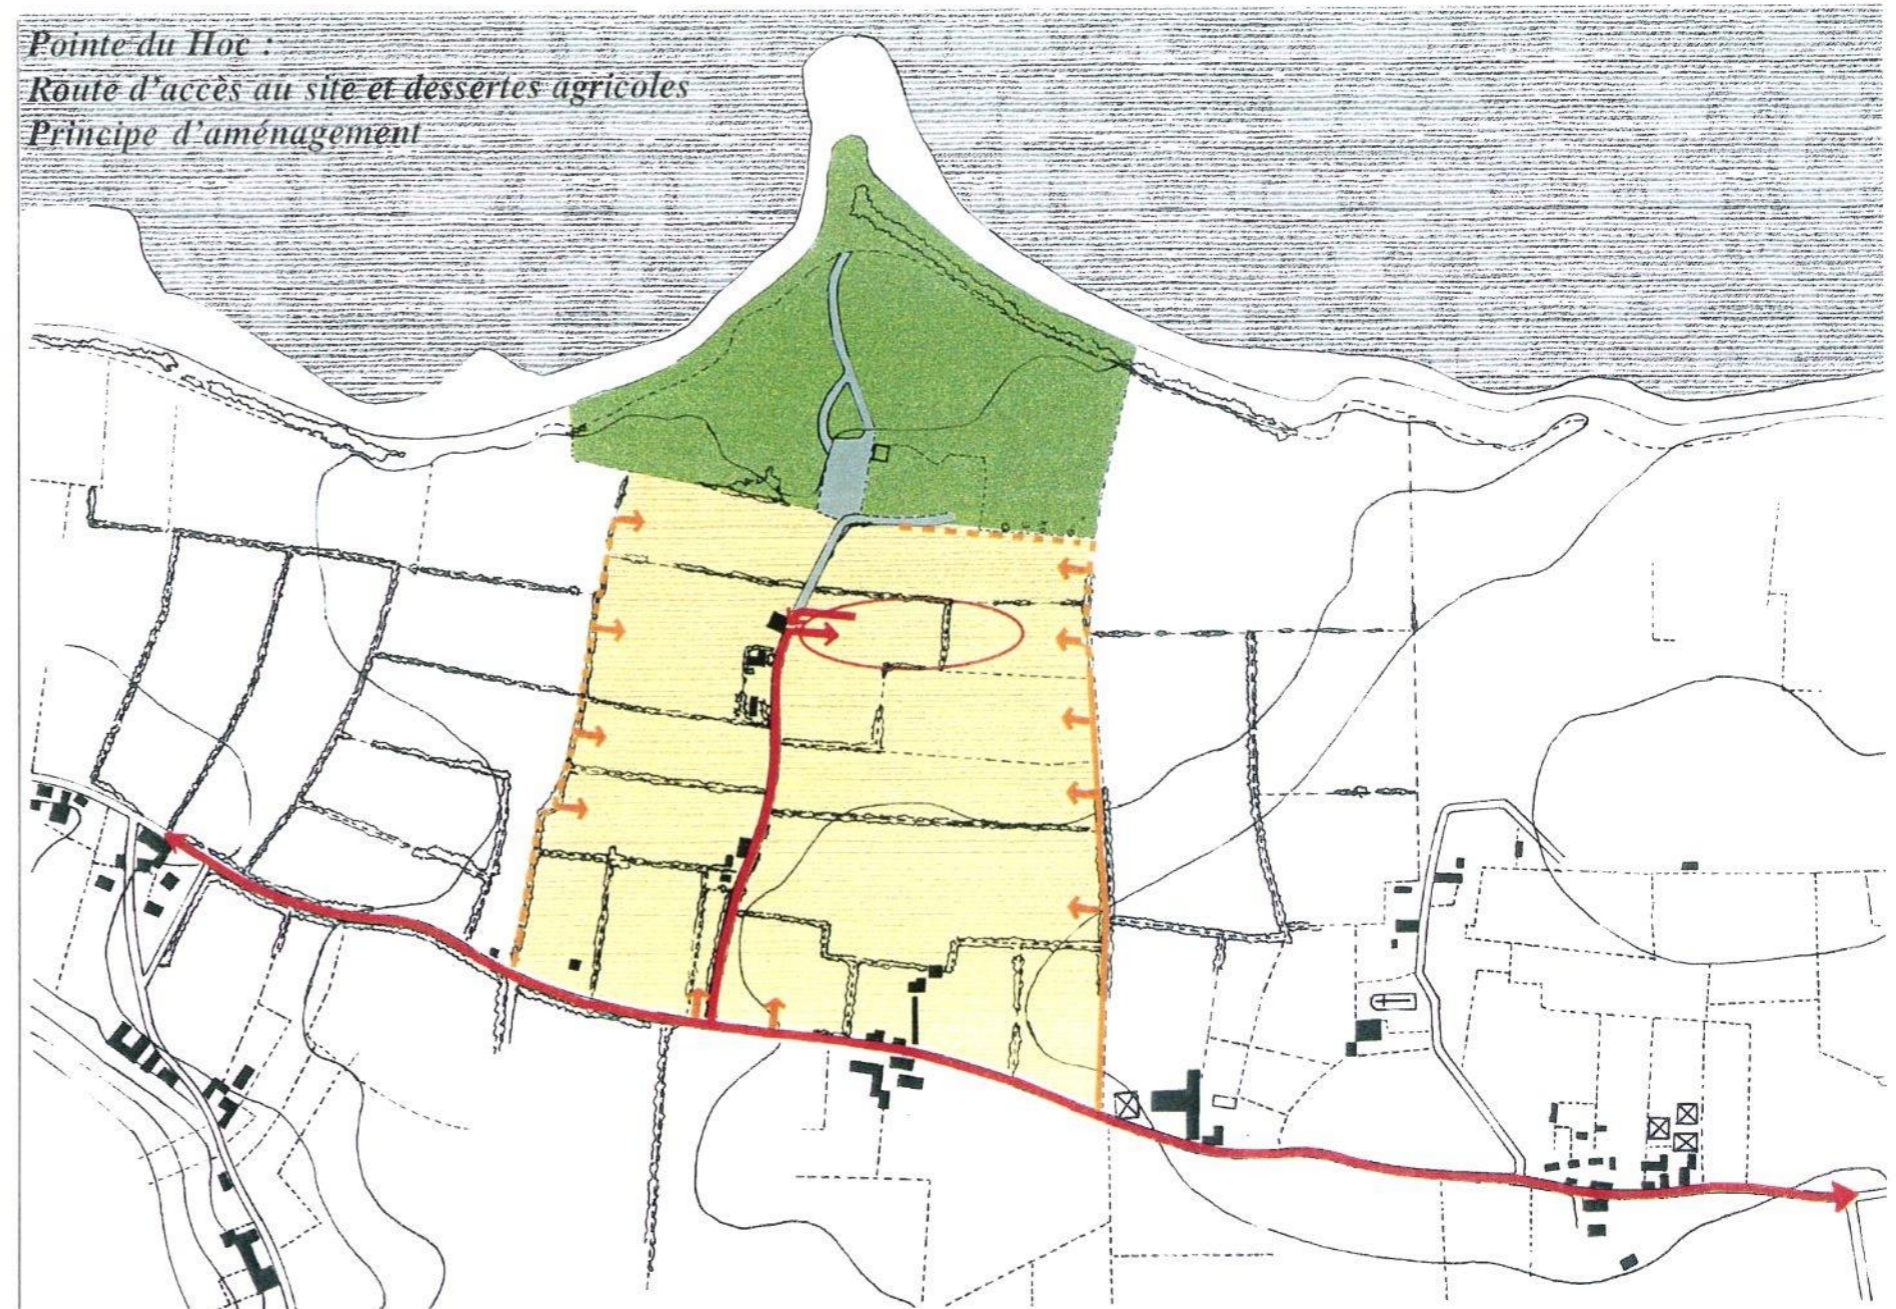 Pointe du Hoc :
Route d'accès au site et dessertes agricoles
Principe d'aménagement